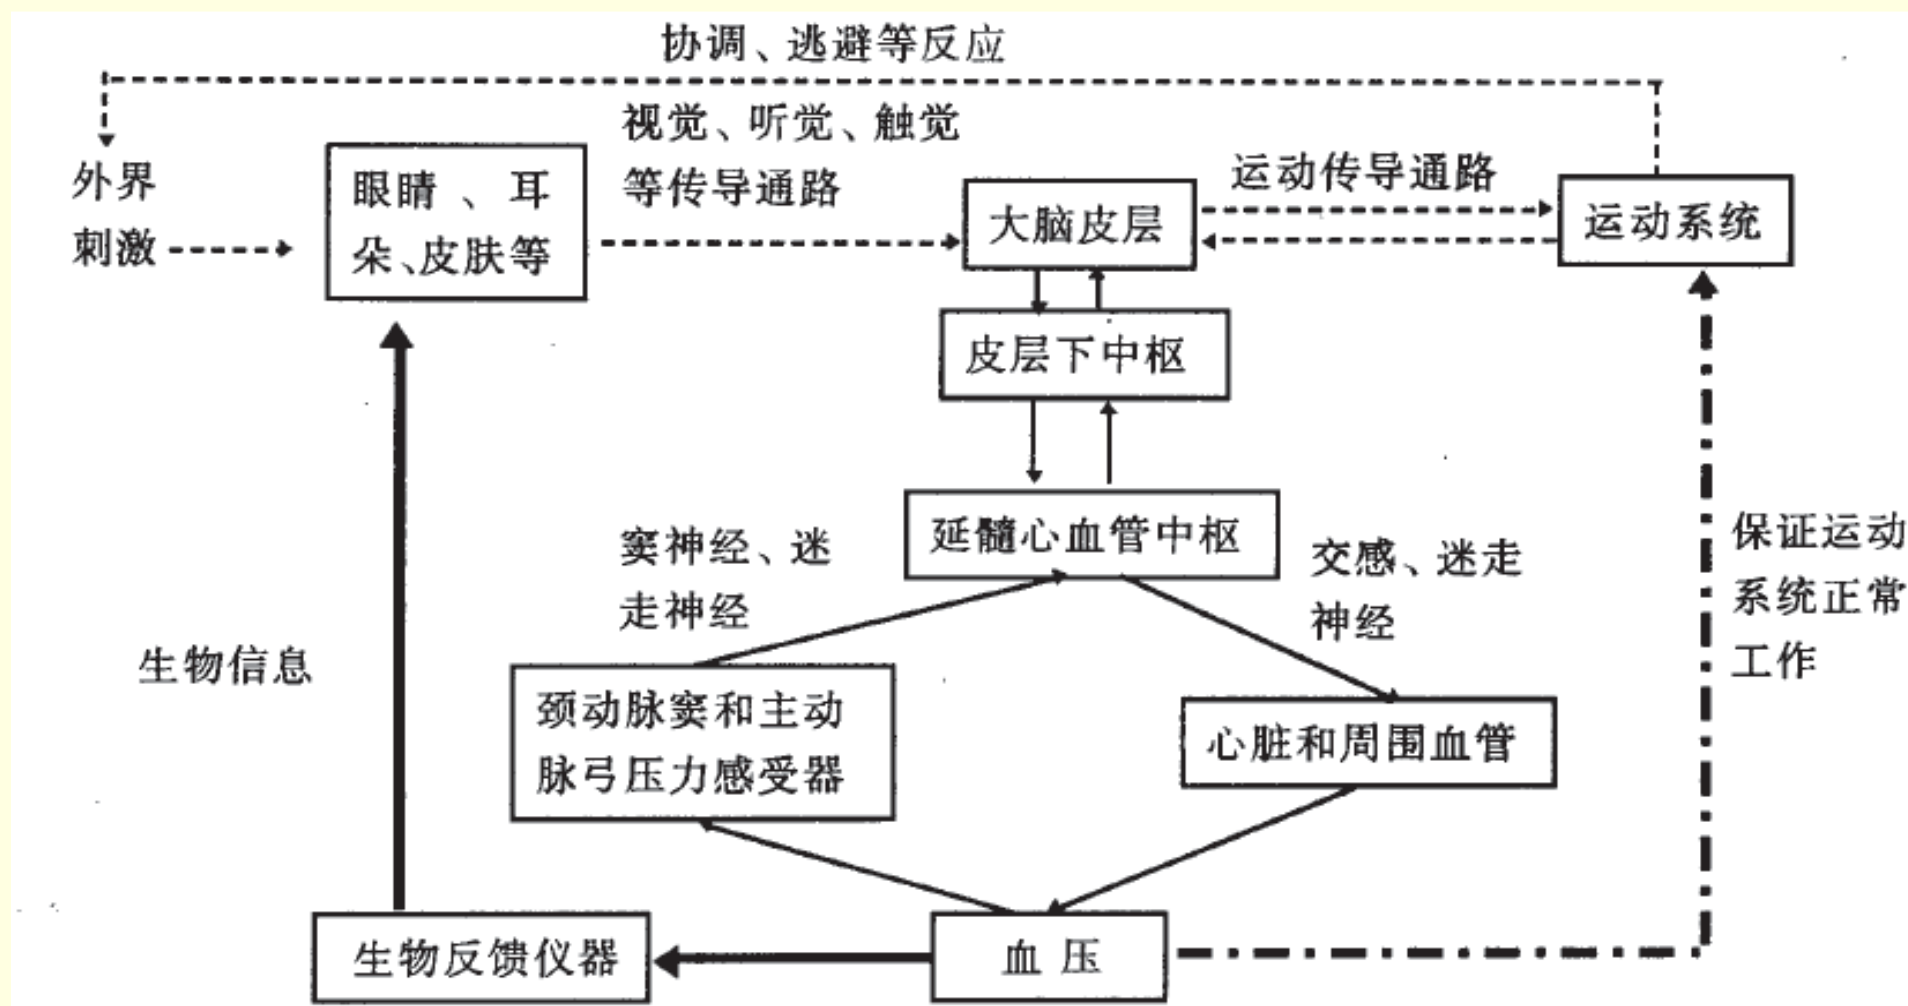 协调、逃避等反应
视觉、听觉、触觉
等传导通路
外界
刺激
眼睛、耳
朵、皮肤等
大脑皮层
运动传导通路
运动系统
皮层下中枢
延髓心血管中枢
窦神经、迷
走神经
交感、迷走
神经
保证运动
系统正常
工作
生物信息
颈动脉窦和主动
脉弓压力感受器
心脏和周围血管
生物反馈仪器
血压